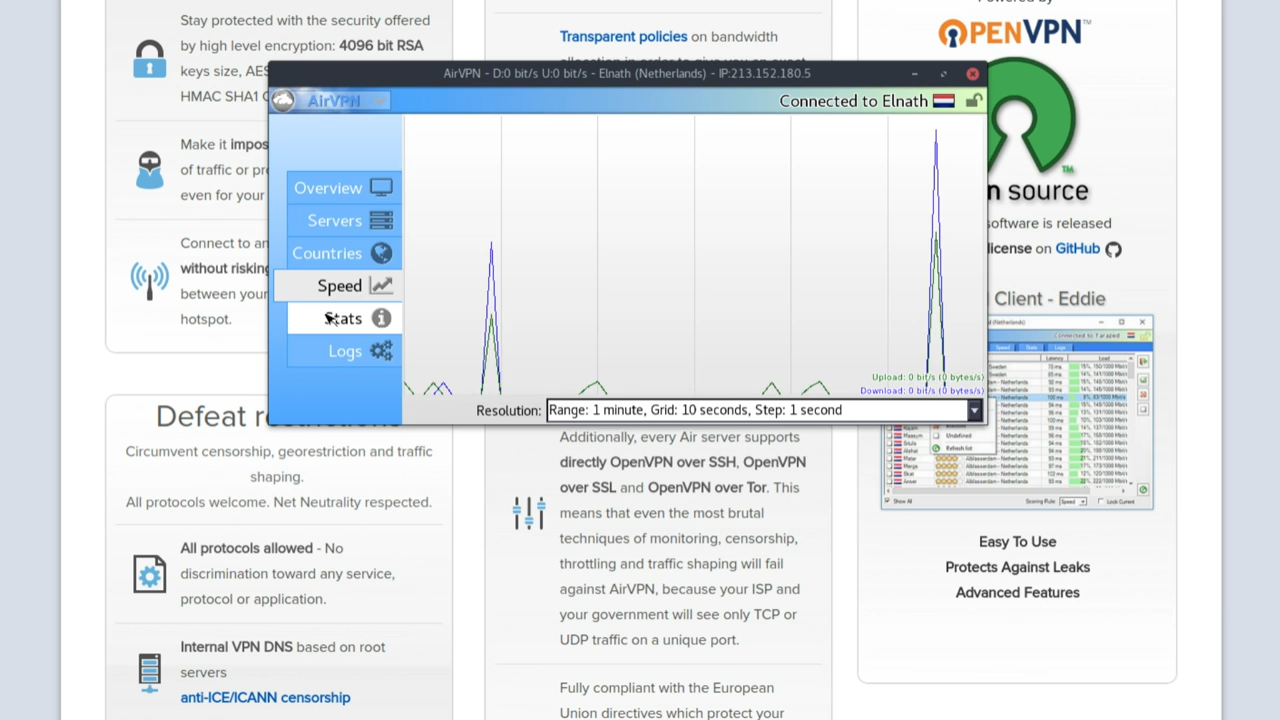 Stay protected with the security offered
by high level encryption: 4096 bit RSA
keys size, AES
HMAC SHA1
Make it impos
of traffic or pr
even for your
Connect to an
without risking
between your
hotspot.
Transparent policies on bandwidth
Powered by
OPENVPN™
n source
software is released
license on GitHub
Client - Eddie
AirVPN - D:0 bit/s U:0 bit/s - Elnath (Netherlands) - IP:213.152.180.5
AirVPN
Connected to Elnath
Overview
Servers
Countries
Speed
Stats
Logs
Upload: 0 bit/s (0 bytes/s)
Download: 0 bit/s (0 bytes/s)
Resolution: Range: 1 minute, Grid: 10 seconds, Step: 1 second
Defeat
Circumvent censorship, georestriction and traffic
shaping.
All protocols welcome. Net Neutrality respected.
All protocols allowed - No
discrimination toward any service,
protocol or application.
Internal VPN DNS based on root
servers
anti-ICE/ICANN censorship
Additionally, every Air server supports
directly OpenVPN over SSH, OpenVPN
over SSL and OpenVPN over Tor. This
means that even the most brutal
techniques of monitoring, censorship,
throttling and traffic shaping will fail
against AirVPN, because your ISP and
your government will see only TCP or
UDP traffic on a unique port.
Fully compliant with the European
Union directives which protect your
Easy To Use
Protects Against Leaks
Advanced Features